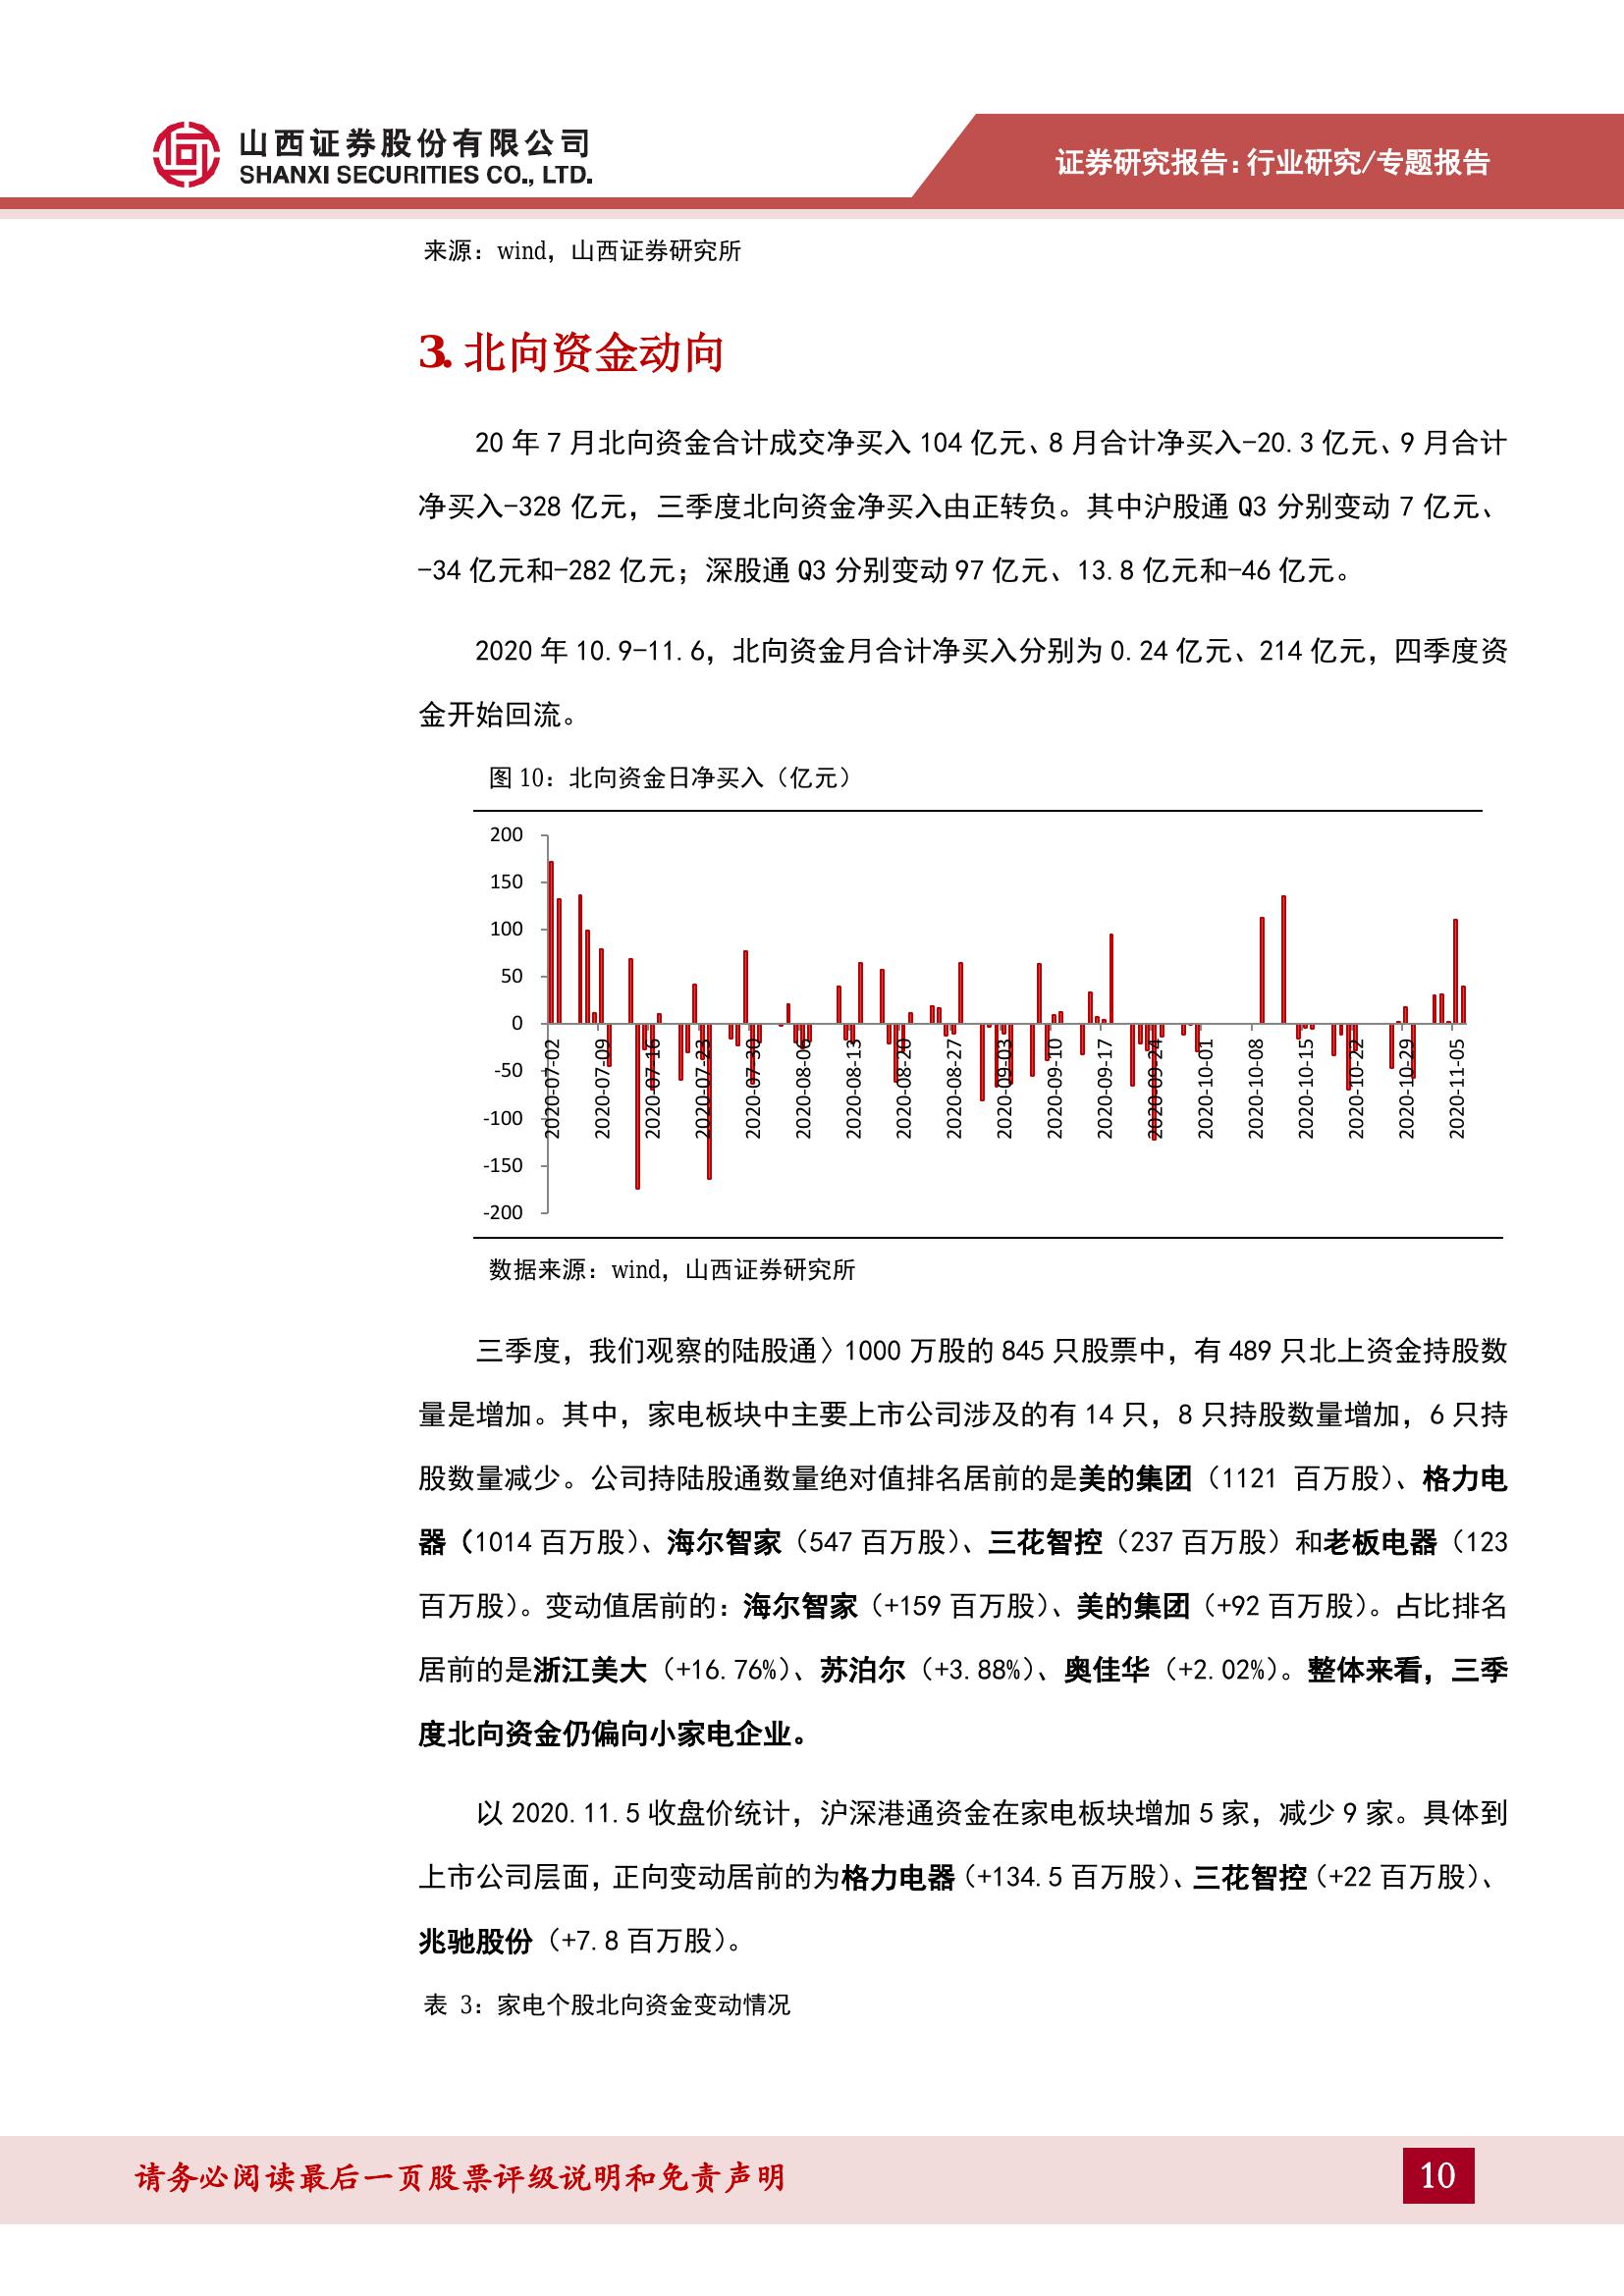 山西证券股份有限公司
SHANXI SECURITIES CO., LTD.
证券研究报告：行业研究/专题报告
来源：wind，山西证券研究所
3. 北向资金动向
20 年 7 月北向资金合计成交净买入 104 亿元、8 月合计净买入-20.3 亿元、9 月合计
净买入-328 亿元，三季度北向资金净买入由正转负。其中沪股通 Q3 分别变动 7 亿元、
-34 亿元和-282 亿元；深股通 Q3 分别变动 97 亿元、13.8 亿元和-46 亿元。
2020 年 10.9-11.6，北向资金月合计净买入分别为 0.24 亿元、214 亿元，四季度资
金开始回流。
图 10：北向资金日净买入（亿元）
200
150
100
50
0
-50
-100
-150
-200
2020-07-02
2020-07-09
2020-07-16
2020-07-23
2020-07-30
2020-08-06
2020-08-13
2020-08-20
2020-08-27
2020-09-03
2020-09-10
2020-09-17
2020-09-24
2020-10-01
2020-10-08
2020-10-15
2020-10-22
2020-10-29
2020-11-05
数据来源：wind，山西证券研究所
三季度，我们观察的陆股通〉1000 万股的 845 只股票中，有 489 只北上资金持股数
量是增加。其中，家电板块中主要上市公司涉及的有 14 只，8 只持股数量增加，6 只持
股数量减少。公司持陆股通数量绝对值排名居前的是美的集团（1121 百万股）、格力电
器（1014 百万股）、海尔智家（547 百万股）、三花智控（237 百万股）和老板电器（123
百万股）。变动值居前的：海尔智家（+159 百万股）、美的集团（+92 百万股）。占比排名
居前的是浙江美大（+16.76%）、苏泊尔（+3.88%）、奥佳华（+2.02%）。整体来看，三季
度北向资金仍偏向小家电企业。
以 2020.11.5 收盘价统计，沪深港通资金在家电板块增加 5 家，减少 9 家。具体到
上市公司层面，正向变动居前的为格力电器（+134.5 百万股）、三花智控（+22 百万股）、
兆驰股份（+7.8 百万股）。
表 3：家电个股北向资金变动情况
请务必阅读最后一页股票评级说明和免责声明
10